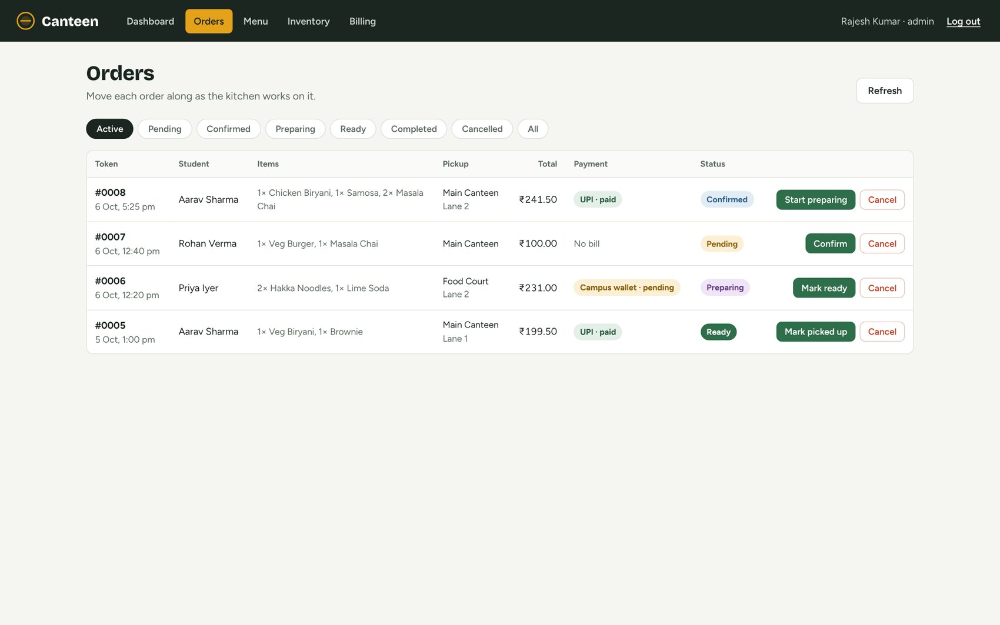 Canteen Dashboard Orders Menu Inventory Billing Rajesh Kumar · admin Log out
Orders
Move each order along as the kitchen works on it.
Refresh
Active Pending Confirmed Preparing Ready Completed Cancelled All
Token Student Items Pickup Total Payment Status
#0008
6 Oct, 5:25 pm
Aarav Sharma
1× Chicken Biryani, 1× Samosa, 2× Masala
Chai
Main Canteen
Lane 2
₹241.50
UPI · paid
Confirmed
Start preparing
Cancel
#0007
6 Oct, 12:40 pm
Rohan Verma
1× Veg Burger, 1× Masala Chai
Main Canteen
₹100.00
No bill
Pending
Confirm
Cancel
#0006
6 Oct, 12:20 pm
Priya Iyer
2× Hakka Noodles, 1× Lime Soda
Food Court
Lane 2
₹231.00
Campus wallet · pending
Preparing
Mark ready
Cancel
#0005
5 Oct, 1:00 pm
Aarav Sharma
1× Veg Biryani, 1× Brownie
Main Canteen
Lane 1
₹199.50
UPI · paid
Ready
Mark picked up
Cancel